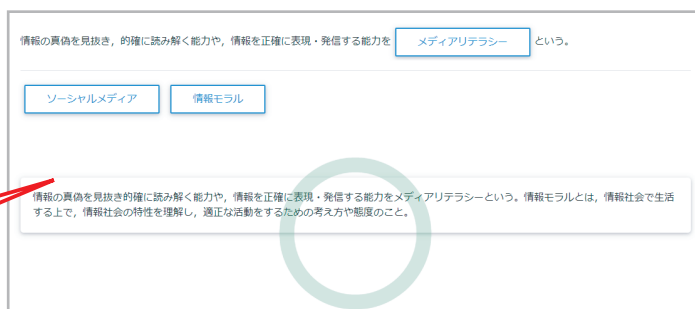 情報の真偽を見抜き，的確に読み解く能力や，情報を正確に表現・発信する能力を メディアリテラシー という。
ソーシャルメディア 情報モラル
情報の真偽を見抜き的確に読み解く能力や，情報を正確に表現・発信する能力をメディアリテラシーという。情報モラルとは，情報社会で生活
する上で，情報社会の特性を理解し，適正な活動をするための考え方や態度のこと。